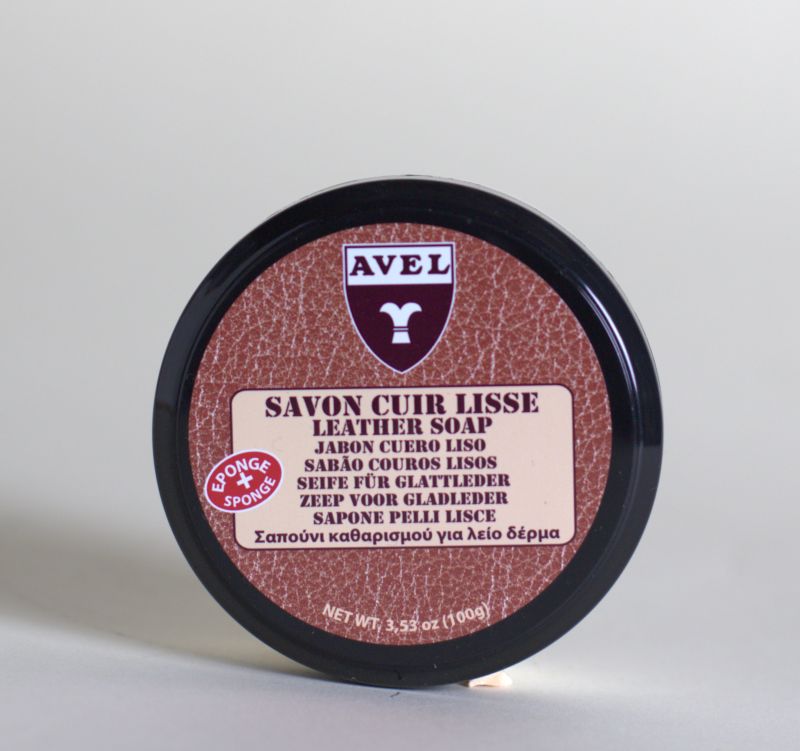 AVEL
SAVON CUIR LISSE
LEATHER SOAP
JABON CUERO LISO
SABÃO COUROS LISOS
SEIFE FÜR GLATTLEDER
ZEEP VOOR GLADLEDER
SAPONE PELLI LISCE
Σαπούνι καθαρισμού για λείο δέρμα
EPONGE
+
SPONGE
NET WT. 3,53 oz (100g)